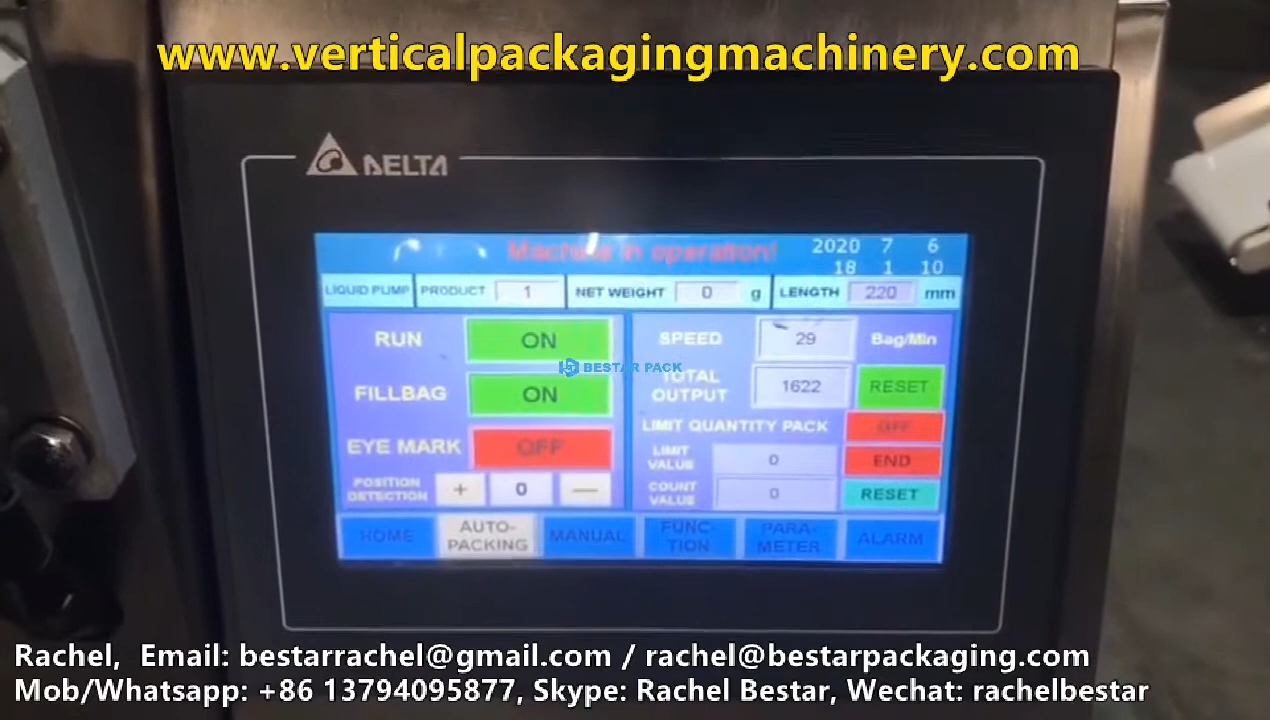 www.verticalpackagingmachinery.com
DELTA
Machine in operation! 2020 7 6
18 1 10
LIQUID PUMP PRODUCT 1 NET WEIGHT 0 g LENGTH 220 mm
RUN ON
FILLBAG ON
EYE MARK OFF
POSITION
DETECTION + 0 —
SPEED 29 Bag/Min
BESTAR PACK
TOTAL
OUTPUT 1622 RESET
LIMIT QUANTITY PACK OFF
LIMIT
VALUE 0 END
COUNT
VALUE 0 RESET
HOME
AUTO-
PACKING
MANUAL
FUNC-
TION
PARA-
METER
ALARM
Rachel, Email: bestarrachel@gmail.com / rachel@bestarpackaging.com
Mob/Whatsapp: +86 13794095877, Skype: Rachel Bestar, Wechat: rachelbestar